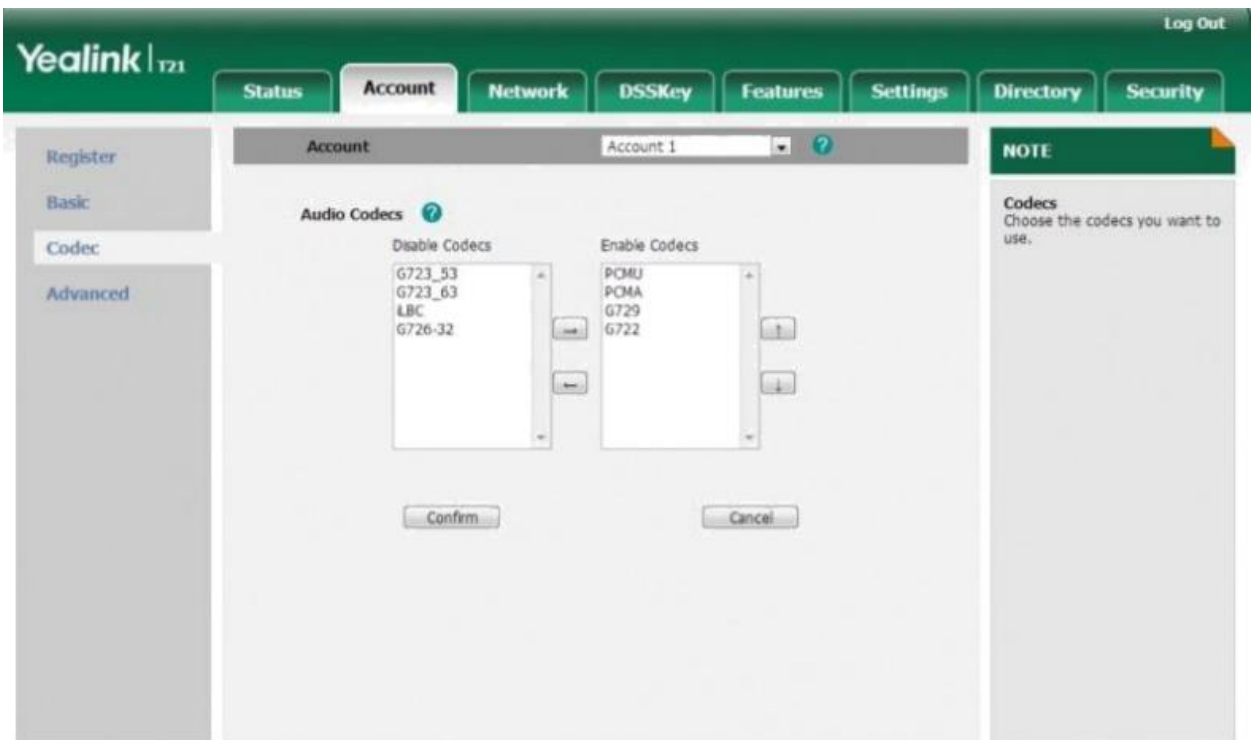 Log Out
Yealink | T21
Status Account Network DSSKey Features Settings Directory Security
Register
Basic
Codec
Advanced
Account Account 1 ?
Audio Codecs ?
Disable Codecs Enable Codecs
G723_53 PCMU
G723_63 PCMA
iLBC G729
G726-32 G722
→ ↑
← ↓
Confirm Cancel
NOTE
Codecs
Choose the codecs you want to
use.